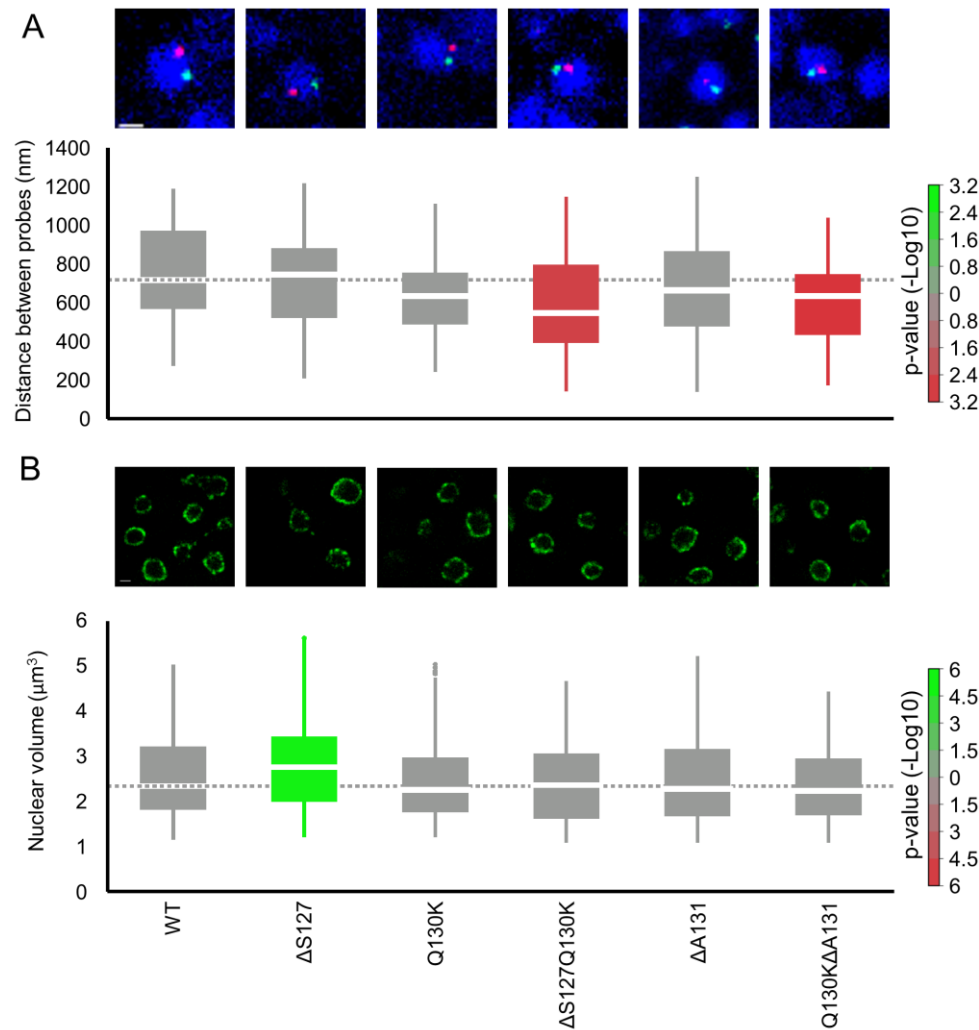 A
Distance between probes (nm)
1400
1200
1000
800
600
400
200
0
p-value (-Log10)
3.2
2.4
1.6
0.8
0
0.8
1.6
2.4
3.2
B
Nuclear volume (μm³)
6
5
4
3
2
1
0
p-value (-Log10)
6
4.5
3
1.5
0
1.5
3
4.5
6
WT
ΔS127
Q130K
ΔS127Q130K
ΔA131
Q130KΔA131